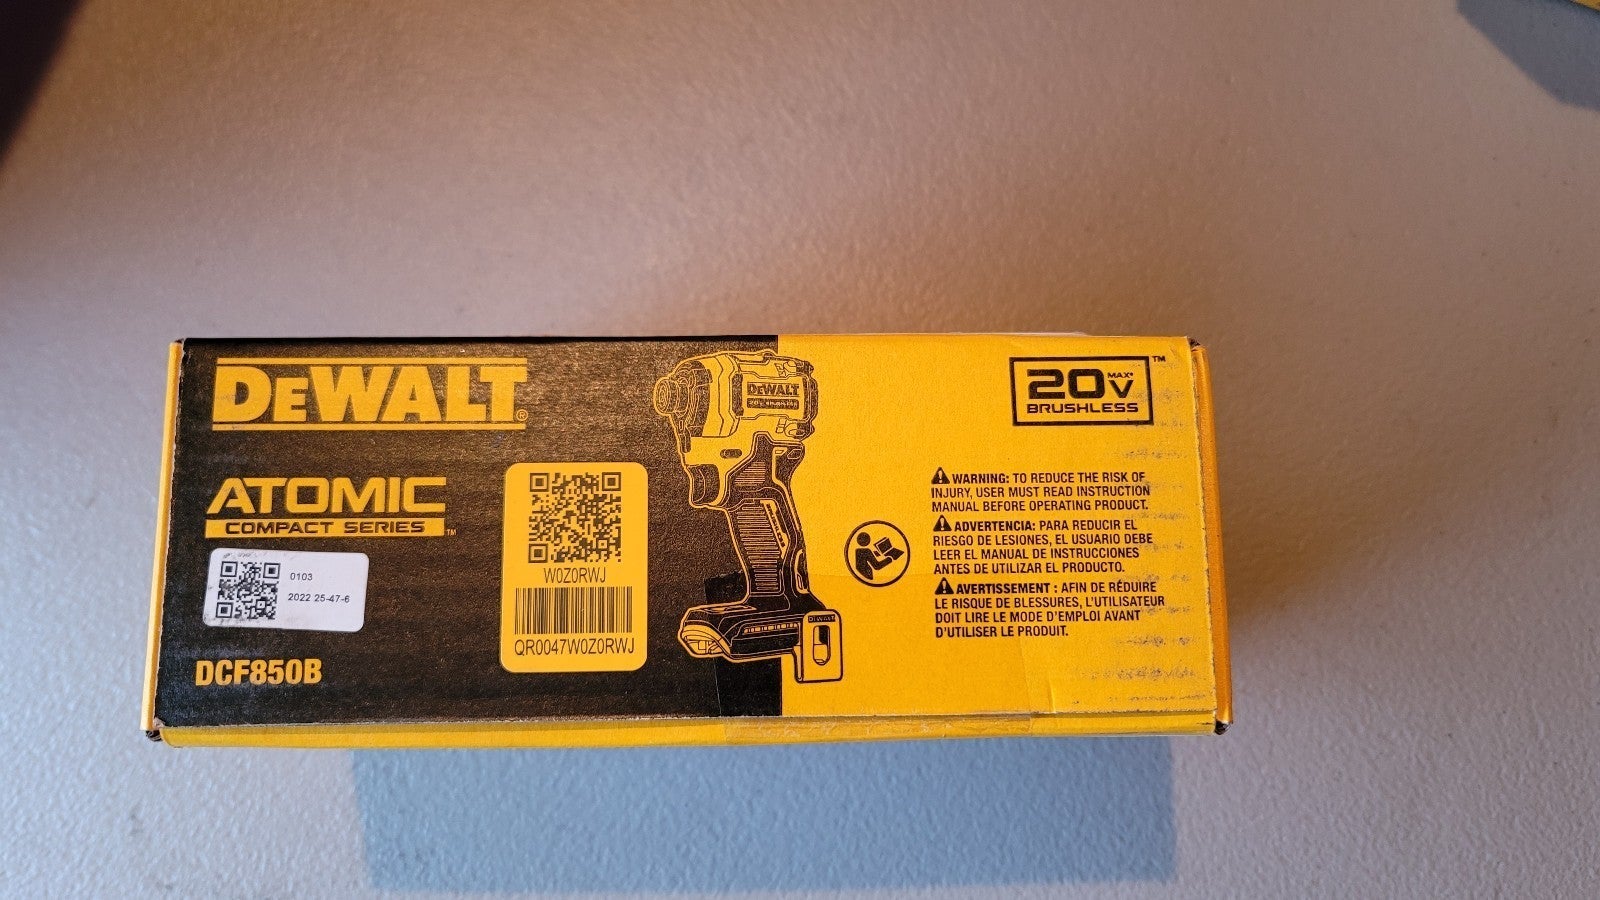 DEWALT®
ATOMIC
COMPACT SERIES™
0103
2022 25-47-6
DCF850B
W0Z0RWJ
QR0047W0Z0RWJ
DEWALT
DEWALT
20V MAX* ™
BRUSHLESS
WARNING: TO REDUCE THE RISK OF
INJURY, USER MUST READ INSTRUCTION
MANUAL BEFORE OPERATING PRODUCT.
ADVERTENCIA: PARA REDUCIR EL
RIESGO DE LESIONES, EL USUARIO DEBE
LEER EL MANUAL DE INSTRUCCIONES
ANTES DE UTILIZAR EL PRODUCTO.
AVERTISSEMENT : AFIN DE RÉDUIRE
LE RISQUE DE BLESSURES, L'UTILISATEUR
DOIT LIRE LE MODE D'EMPLOI AVANT
D'UTILISER LE PRODUIT.